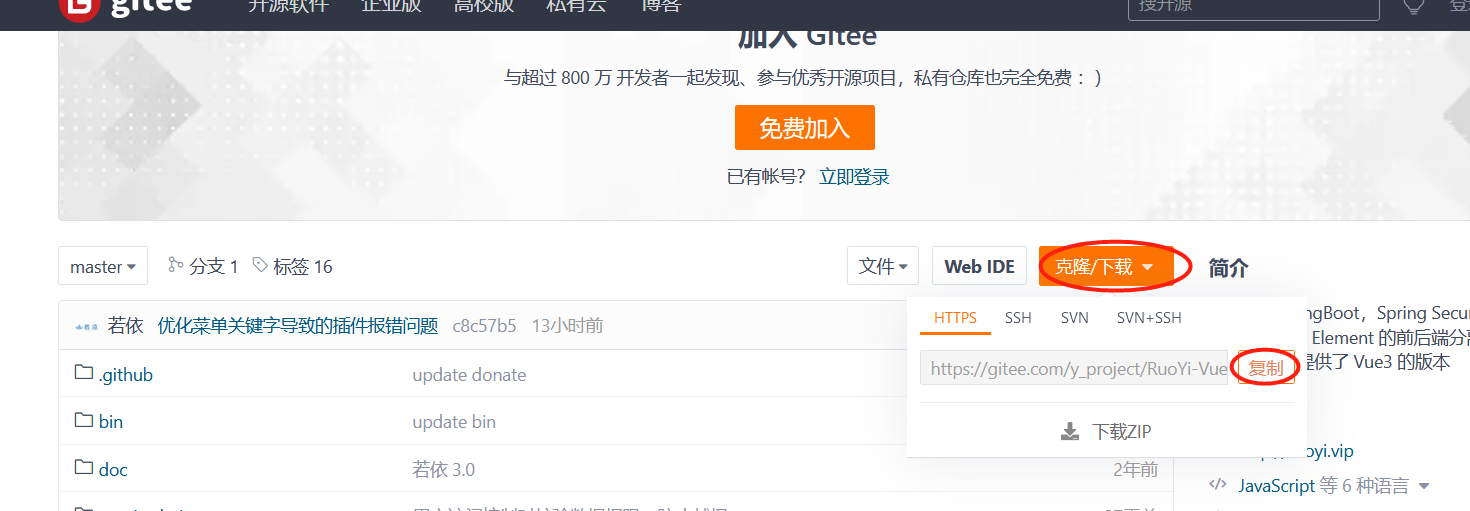 gitee 开源软件 企业版 高校版 私有云 博客 搜开源
加入 Gitee
与超过 800 万 开发者一起发现、参与优秀开源项目，私有仓库也完全免费：）
免费加入
已有帐号？ 立即登录
master 分支 1 标签 16 文件 Web IDE 克隆/下载 简介
若依 优化菜单关键字导致的插件报错问题 c8c57b5 13小时前
HTTPS SSH SVN SVN+SSH
ngBoot，Spring Secur
Element 的前后端分离
提供了 Vue3 的版本
https://gitee.com/y_project/RuoYi-Vue 复制
下载ZIP
.github update donate
bin update bin
doc 若依 3.0 2年前
oyi.vip
JavaScript 等 6 种语言